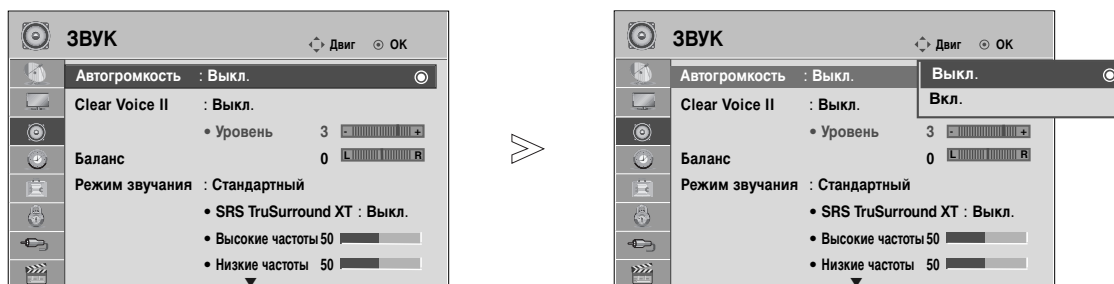 ЗВУК
Двиг ОК
Автогромкость : Выкл.
Clear Voice II : Выкл.
• Уровень 3 - +
Баланс 0 L R
Режим звучания : Стандартный
• SRS TruSurround XT : Выкл.
• Высокие частоты 50
• Низкие частоты 50
ЗВУК
Двиг ОК
Автогромкость : Выкл.
Выкл.
Вкл.
Clear Voice II : Выкл.
• Уровень 3 - +
Баланс 0 L R
Режим звучания : Стандартный
• SRS TruSurround XT : Выкл.
• Высокие частоты 50
• Низкие частоты 50